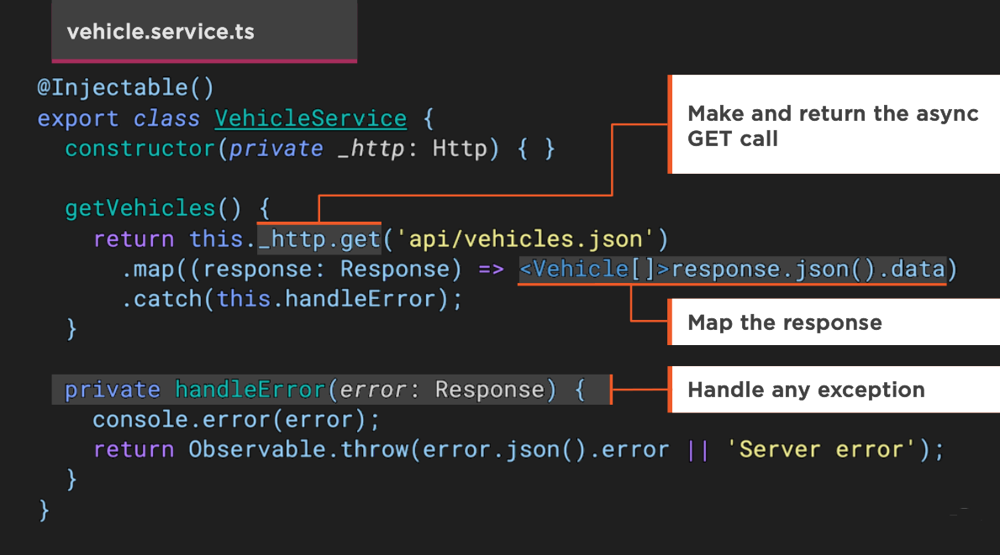 vehicle.service.ts
@Injectable()
export class VehicleService {
constructor(private _http: Http) { }
Make and return the async
GET call
getVehicles() {
return this._http.get('api/vehicles.json')
.map((response: Response) => <Vehicle[]>response.json().data)
.catch(this.handleError);
}
Map the response
private handleError(error: Response) {
Handle any exception
console.error(error);
return Observable.throw(error.json().error || 'Server error');
}
}